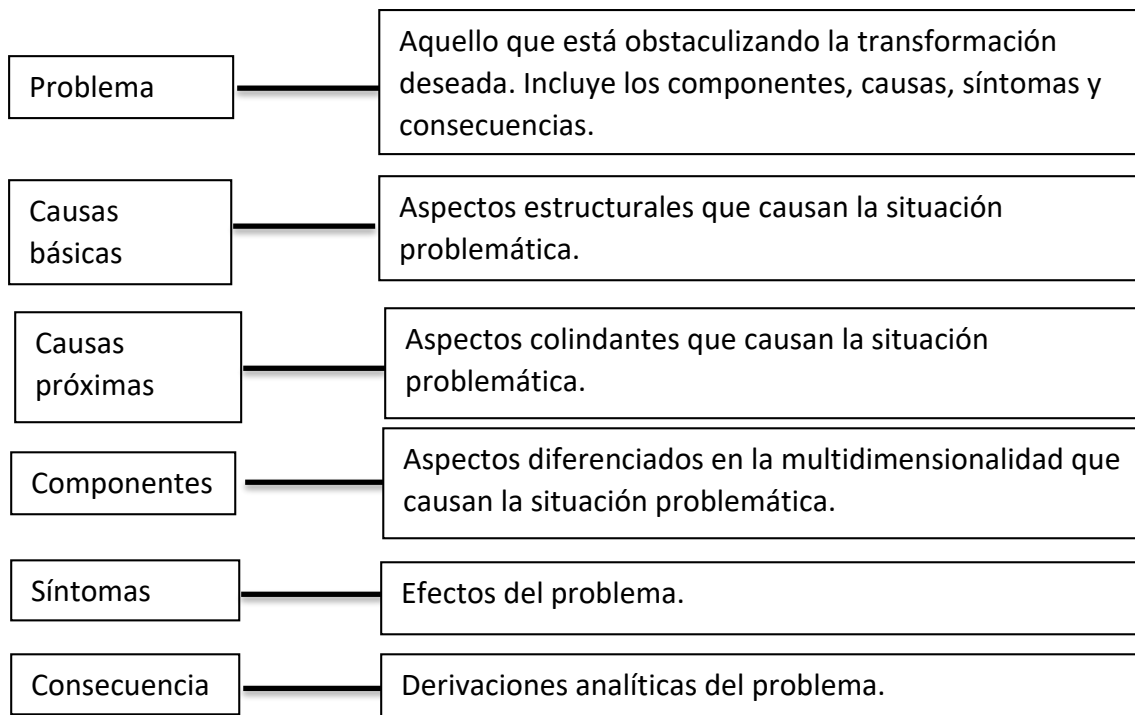 Problema
Aquello que está obstaculizando la transformación
deseada. Incluye los componentes, causas, síntomas y
consecuencias.
Causas
básicas
Aspectos estructurales que causan la situación
problemática.
Causas
próximas
Aspectos colindantes que causan la situación
problemática.
Componentes
Aspectos diferenciados en la multidimensionalidad que
causan la situación problemática.
Síntomas
Efectos del problema.
Consecuencia
Derivaciones analíticas del problema.